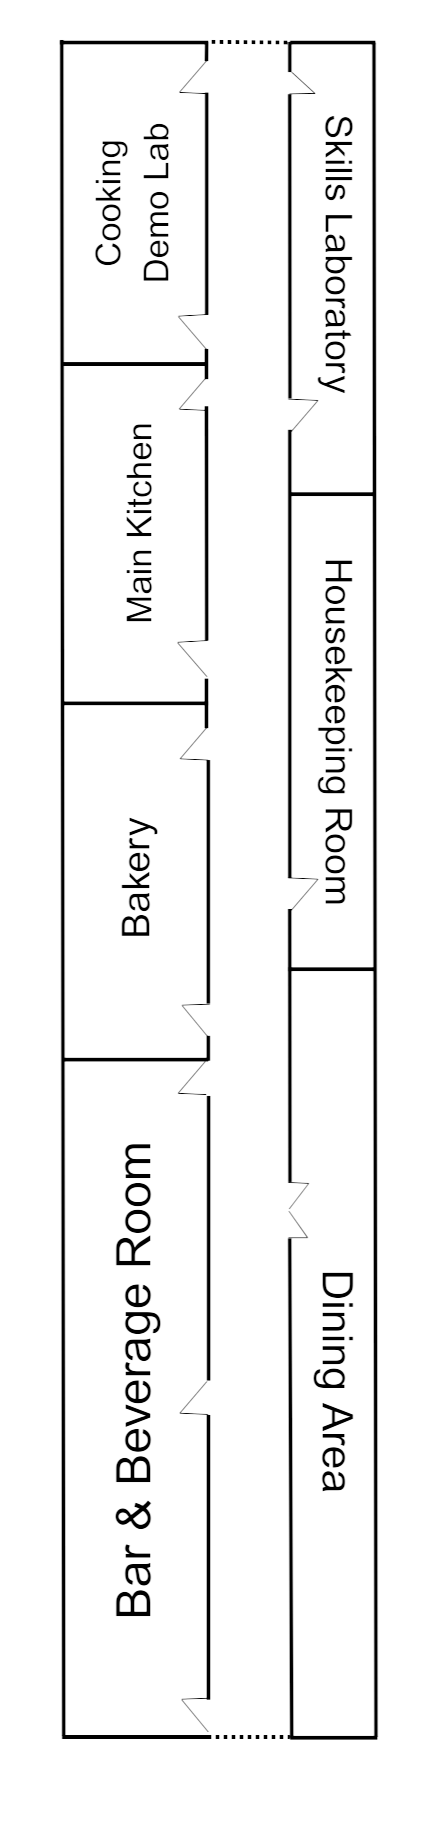 Cooking
Demo Lab
Main Kitchen
Bakery
Bar & Beverage Room
Skills Laboratory
Housekeeping Room
Dining Area